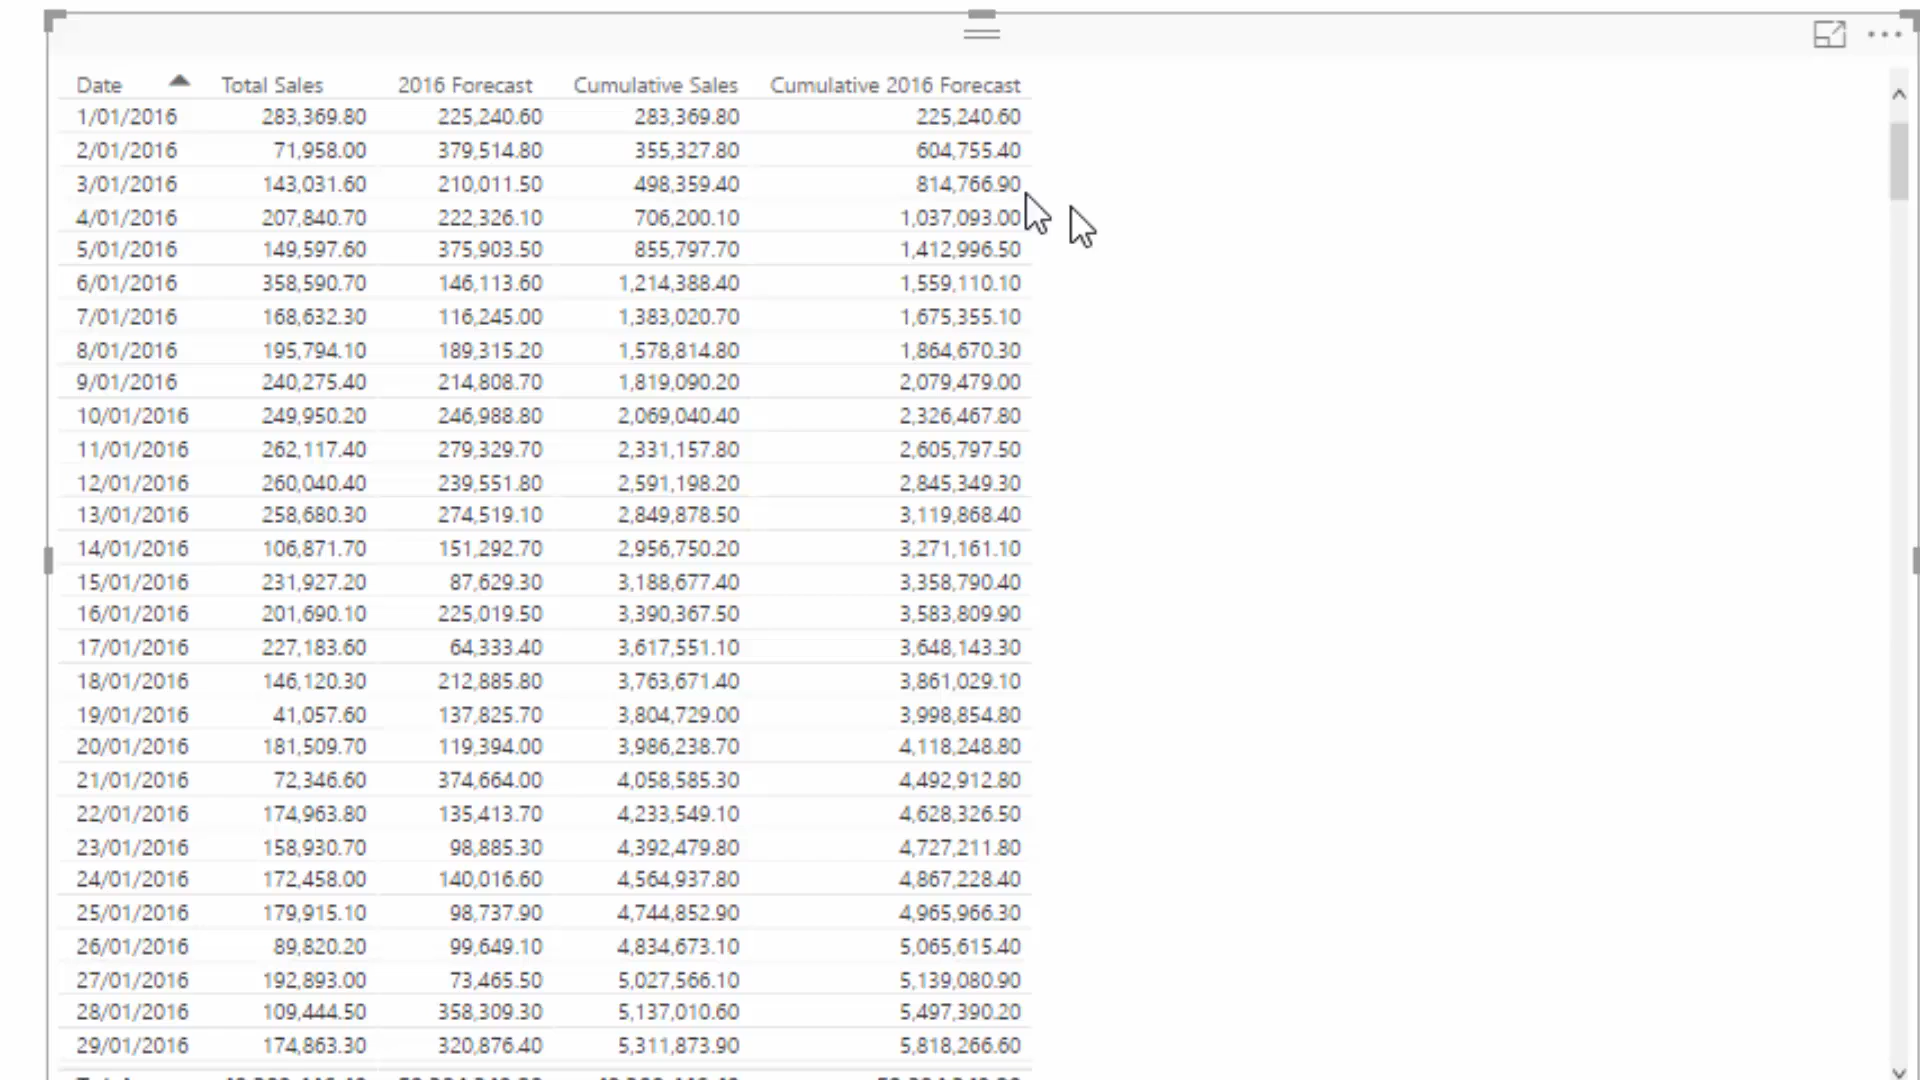 Date Total Sales 2016 Forecast Cumulative Sales Cumulative 2016 Forecast
1/01/2016 283,369.80 225,240.60 283,369.80 225,240.60
2/01/2016 71,958.00 379,514.80 355,327.80 604,755.40
3/01/2016 143,031.60 210,011.50 498,359.40 814,766.90
4/01/2016 207,840.70 222,326.10 706,200.10 1,037,093.00
5/01/2016 149,597.60 375,903.50 855,797.70 1,412,996.50
6/01/2016 358,590.70 146,113.60 1,214,388.40 1,559,110.10
7/01/2016 168,632.30 116,245.00 1,383,020.70 1,675,355.10
8/01/2016 195,794.10 189,315.20 1,578,814.80 1,864,670.30
9/01/2016 240,275.40 214,808.70 1,819,090.20 2,079,479.00
10/01/2016 249,950.20 246,988.80 2,069,040.40 2,326,467.80
11/01/2016 262,117.40 279,329.70 2,331,157.80 2,605,797.50
12/01/2016 260,040.40 239,551.80 2,591,198.20 2,845,349.30
13/01/2016 258,680.30 274,519.10 2,849,878.50 3,119,868.40
14/01/2016 106,871.70 151,292.70 2,956,750.20 3,271,161.10
15/01/2016 231,927.20 87,629.30 3,188,677.40 3,358,790.40
16/01/2016 201,690.10 225,019.50 3,390,367.50 3,583,809.90
17/01/2016 227,183.60 64,333.40 3,617,551.10 3,648,143.30
18/01/2016 146,120.30 212,885.80 3,763,671.40 3,861,029.10
19/01/2016 41,057.60 137,825.70 3,804,729.00 3,998,854.80
20/01/2016 181,509.70 119,394.00 3,986,238.70 4,118,248.80
21/01/2016 72,346.60 374,664.00 4,058,585.30 4,492,912.80
22/01/2016 174,963.80 135,413.70 4,233,549.10 4,628,326.50
23/01/2016 158,930.70 98,885.30 4,392,479.80 4,727,211.80
24/01/2016 172,458.00 140,016.60 4,564,937.80 4,867,228.40
25/01/2016 179,915.10 98,737.90 4,744,852.90 4,965,966.30
26/01/2016 89,820.20 99,649.10 4,834,673.10 5,065,615.40
27/01/2016 192,893.00 73,465.50 5,027,566.10 5,139,080.90
28/01/2016 109,444.50 358,309.30 5,137,010.60 5,497,390.20
29/01/2016 174,863.30 320,876.40 5,311,873.90 5,818,266.60